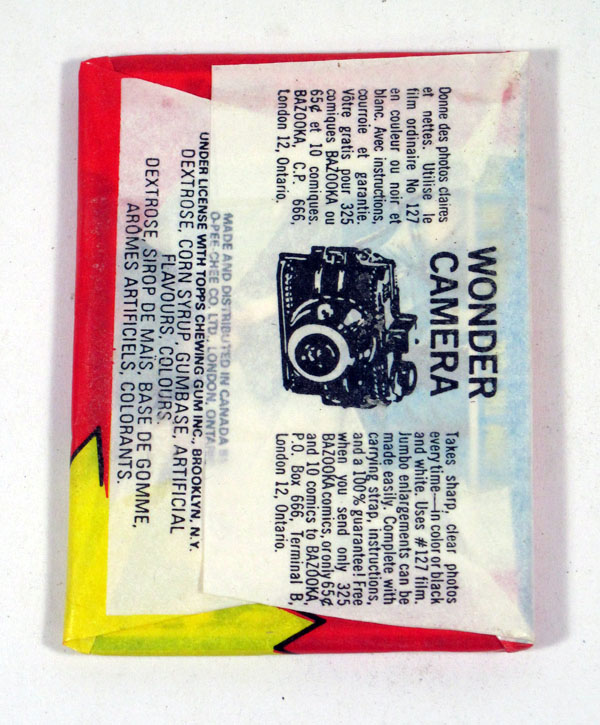 WONDER
CAMERA
Donne des photos claires
et nettes. Utilise le
film ordinaire No 127
en couleur ou noir et
blanc. Avec instructions,
courroie et garantie.
Vôtre gratis pour 325
comiques BAZOOKA ou
65¢ et 10 comiques.
BAZOOKA, C.P. 666,
London 12, Ontario.
Takes sharp, clear photos
every time—in color or black
and white. Uses #127 film.
Jumbo enlargements can be
made easily. Complete with
carrying strap, instructions,
and a 100% guarantee! Free
when you send only 325
BAZOOKA comics, or only 65¢
and 10 comics to BAZOOKA,
P.O. Box 666, Terminal B,
London 12, Ontario.
MADE AND DISTRIBUTED IN CANADA
O-PEE-CHEE CO. LTD., LONDON,
UNDER LICENSE WITH TOPPS CHEWING GUM INC., BROOKLYN, N.Y.
DEXTROSE, CORN SYRUP, GUMBASE, ARTIFICIAL
FLAVOURS, COLOURS.
DEXTROSE, SIROP DE MAÏS, BASE DE GOMME,
ARÔMES ARTIFICIELS, COLORANTS.